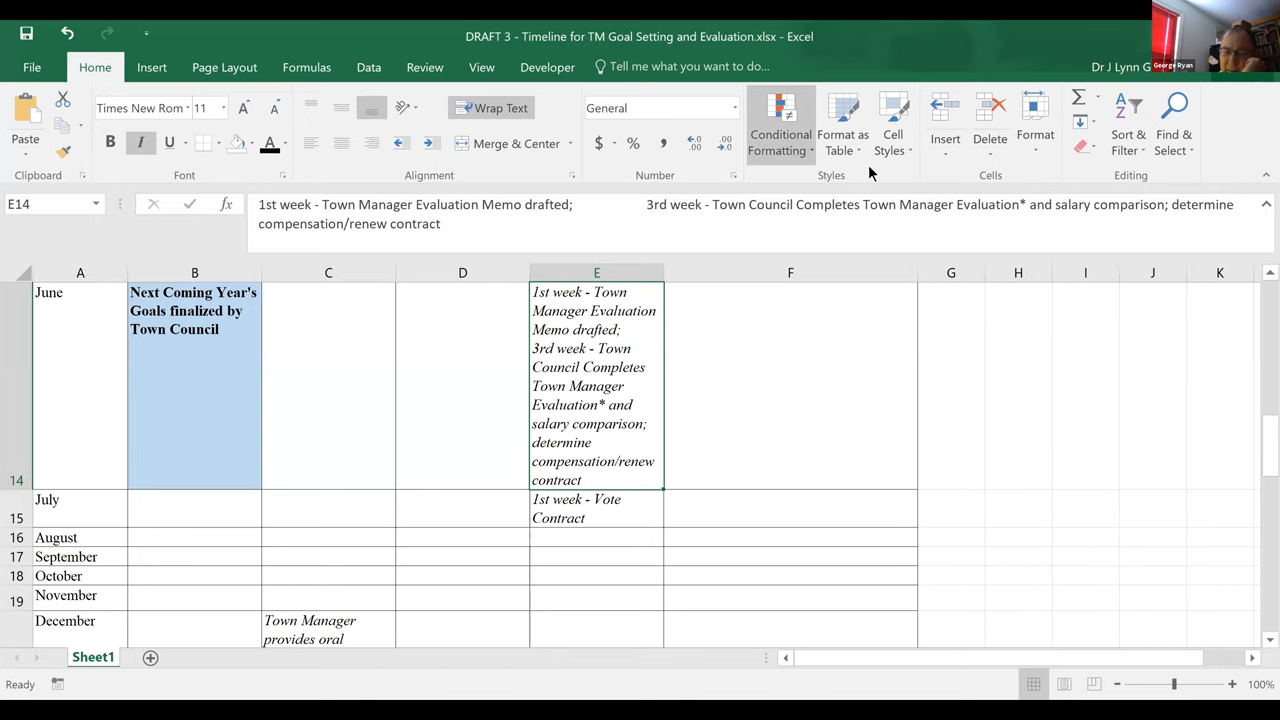 DRAFT 3 - Timeline for TM Goal Setting and Evaluation.xlsx - Excel
George Ryan
File Home Insert Page Layout Formulas Data Review View Developer Tell me what you want to do... Dr J Lynn G
Times New Rom 11 Wrap Text General
Paste
B I U Merge & Center $ % Conditional Formatting Format as Table Cell Styles Insert Delete Format Sort & Filter Find & Select
Clipboard Font Alignment Number Styles Cells Editing
E14 fx 1st week - Town Manager Evaluation Memo drafted; 3rd week - Town Council Completes Town Manager Evaluation* and salary comparison; determine
compensation/renew contract
A B C D E F G H I J K
June
Next Coming Year's
Goals finalized by
Town Council
1st week - Town
Manager Evaluation
Memo drafted;
3rd week - Town
Council Completes
Town Manager
Evaluation* and
salary comparison;
determine
compensation/renew
contract
14
July 1st week - Vote
15 Contract
16 August
17 September
18 October
19 November
December Town Manager
provides oral
Sheet1
Ready 100%